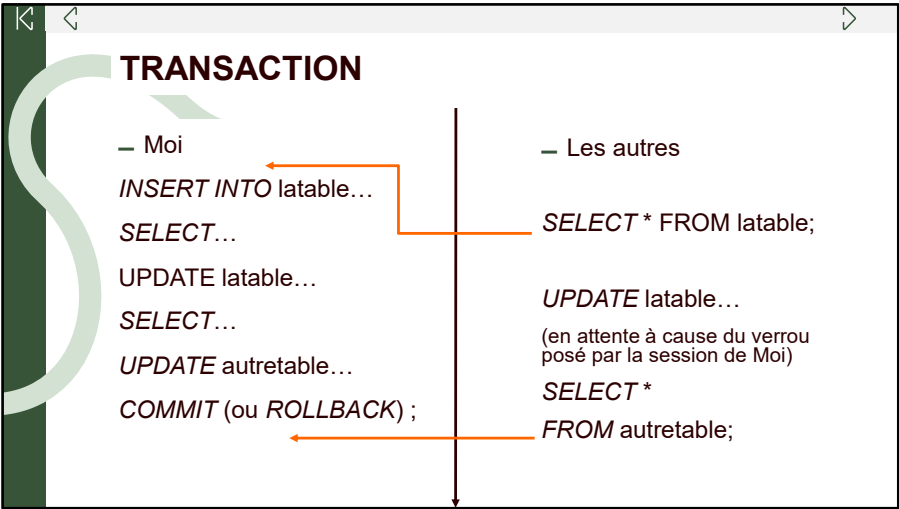 TRANSACTION
– Moi
INSERT INTO latable…
SELECT…
UPDATE latable…
SELECT…
UPDATE autretable…
COMMIT (ou ROLLBACK) ;
– Les autres
SELECT * FROM latable;
UPDATE latable…
(en attente à cause du verrou
posé par la session de Moi)
SELECT *
FROM autretable;